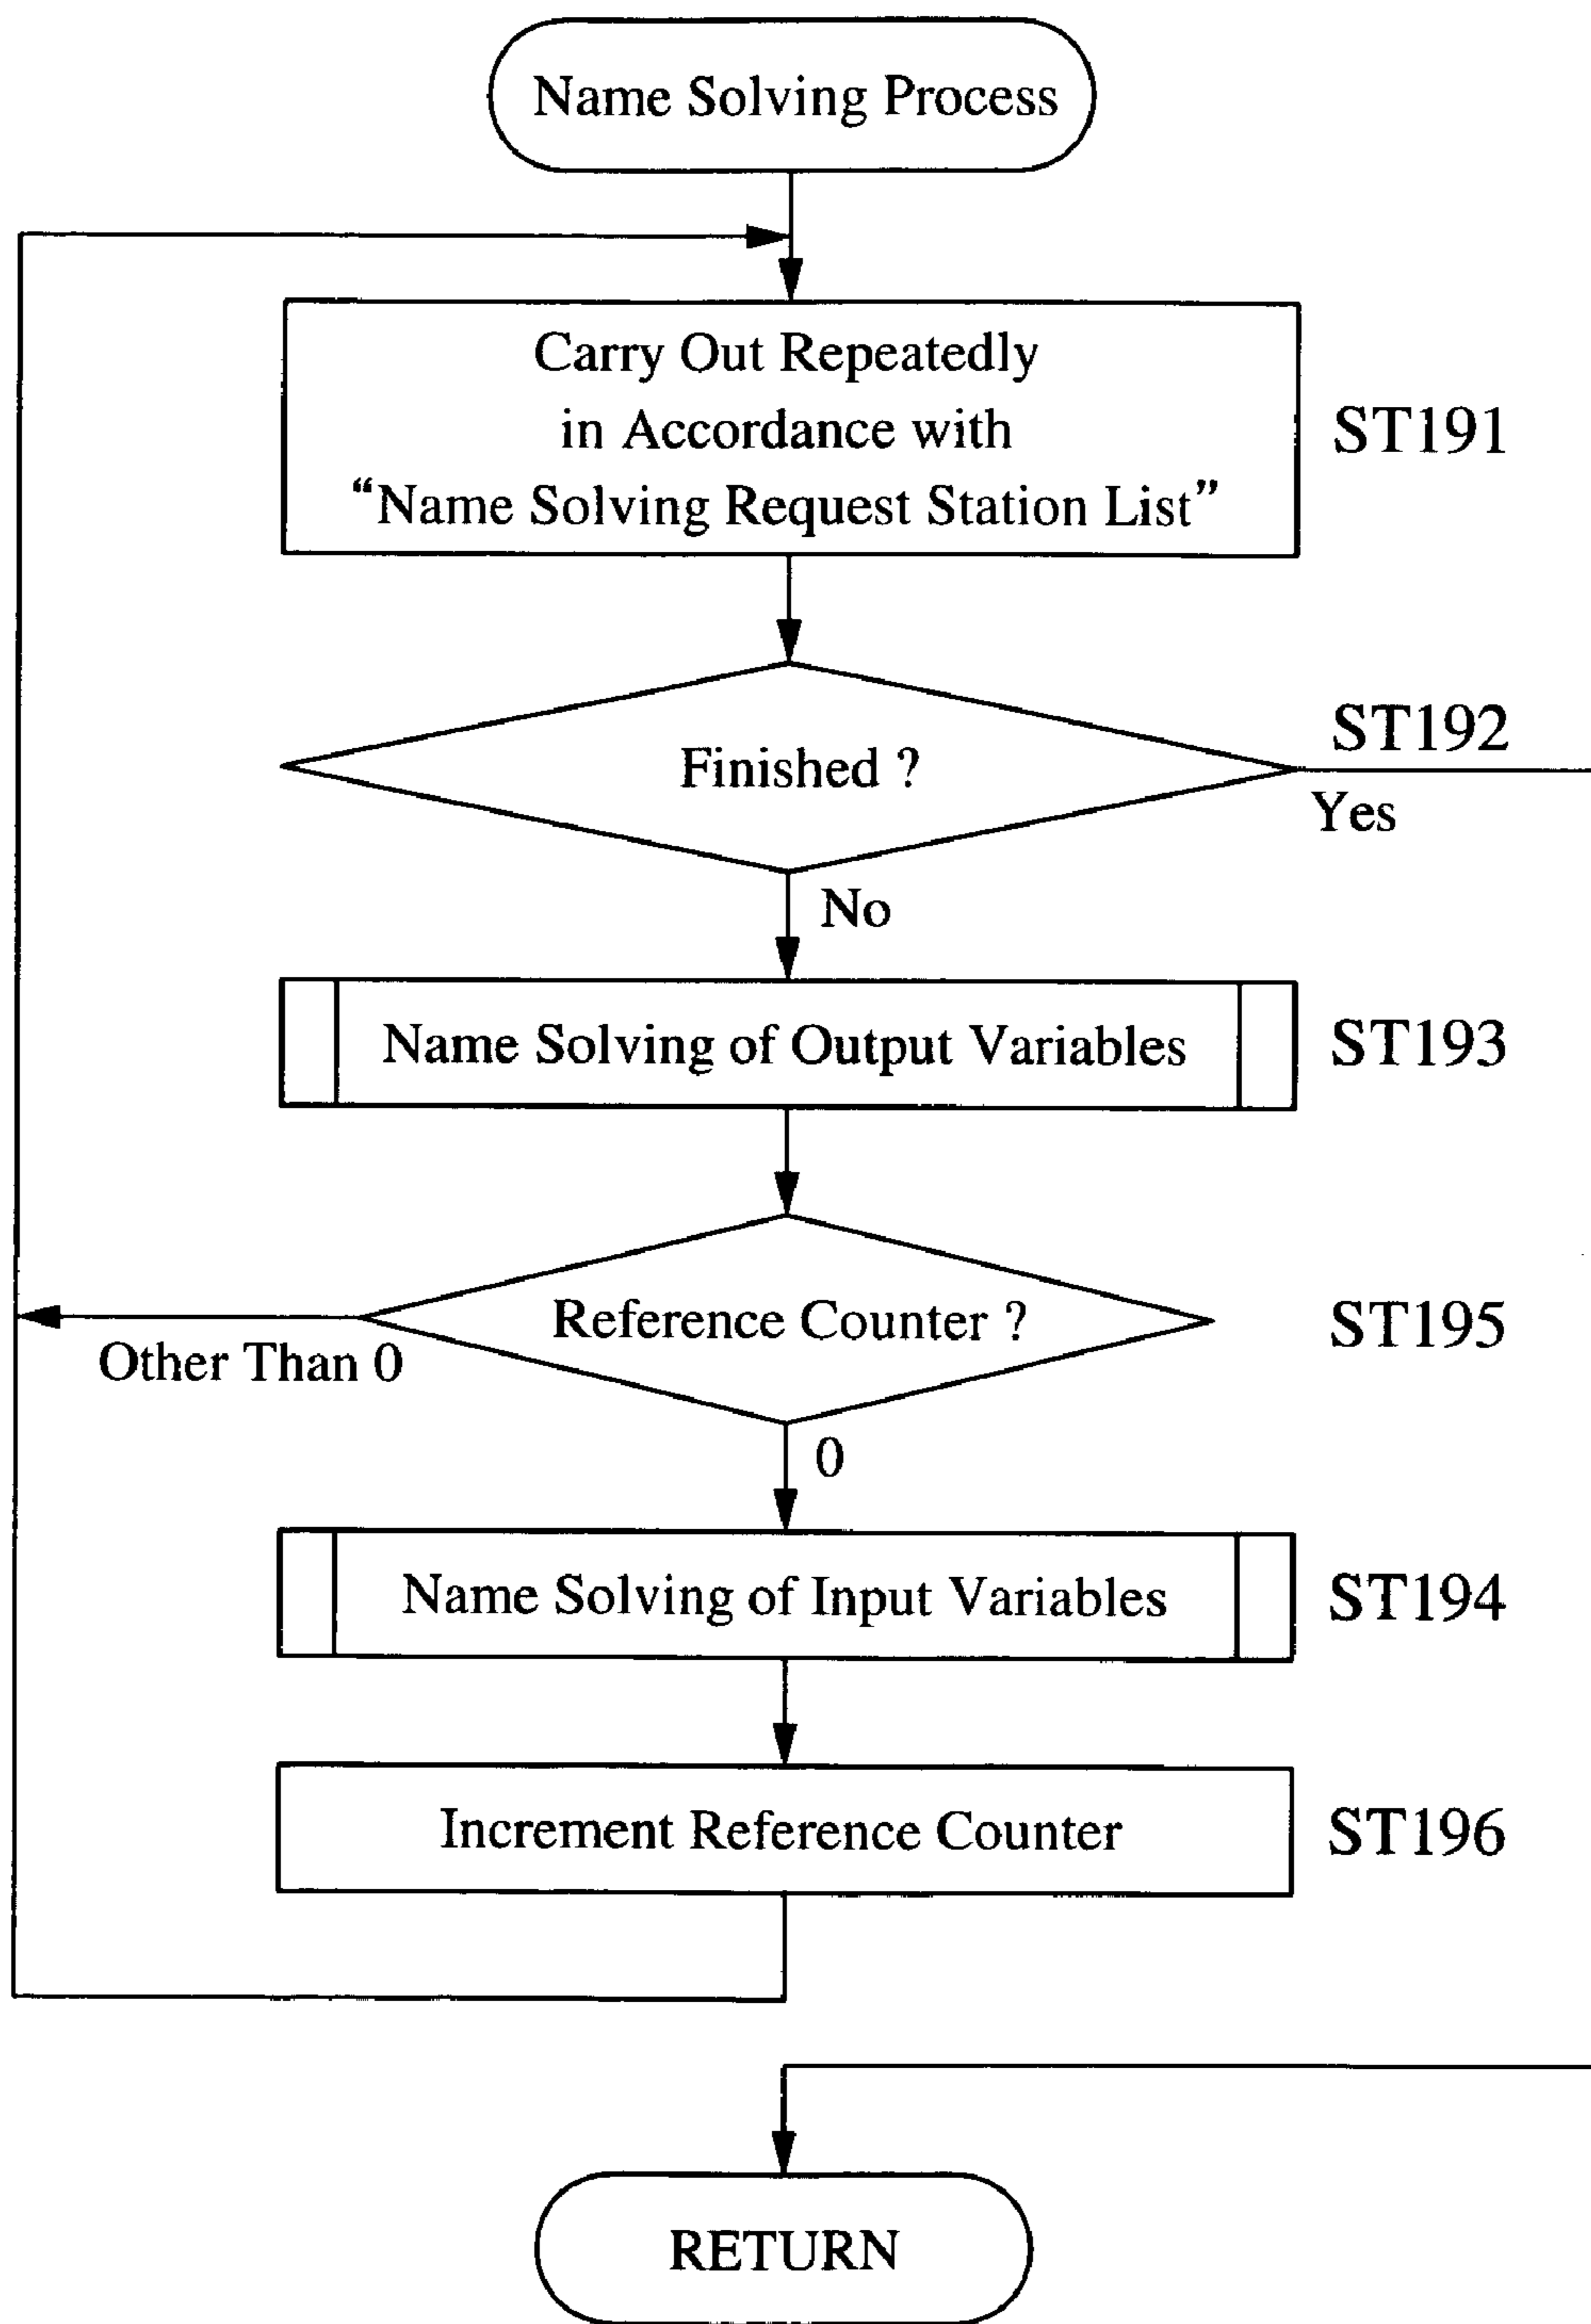 Name Solving Process
Carry Out Repeatedly
in Accordance with
“Name Solving Request Station List”
ST191
Finished ?
ST192
Yes
No
Name Solving of Output Variables
ST193
Reference Counter ?
ST195
Other Than 0
0
Name Solving of Input Variables
ST194
Increment Reference Counter
ST196
RETURN